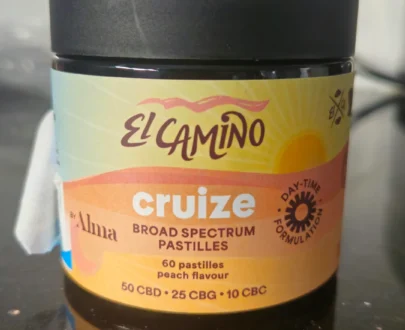 EL CAMINO
cruize
by Alma
BROAD SPECTRUM
PASTILLES
60 pastilles
peach flavour
50 CBD • 25 CBG • 10 CBC
DAY-TIME
FORMULATION